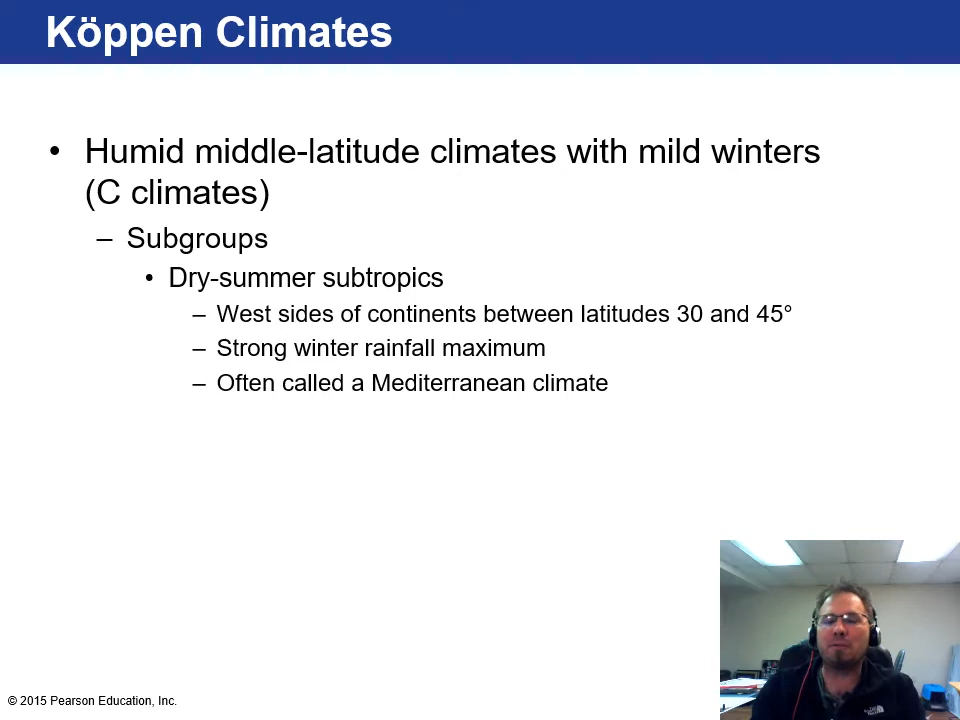 Köppen Climates
• Humid middle-latitude climates with mild winters
(C climates)
– Subgroups
• Dry-summer subtropics
– West sides of continents between latitudes 30 and 45°
– Strong winter rainfall maximum
– Often called a Mediterranean climate
© 2015 Pearson Education, Inc.